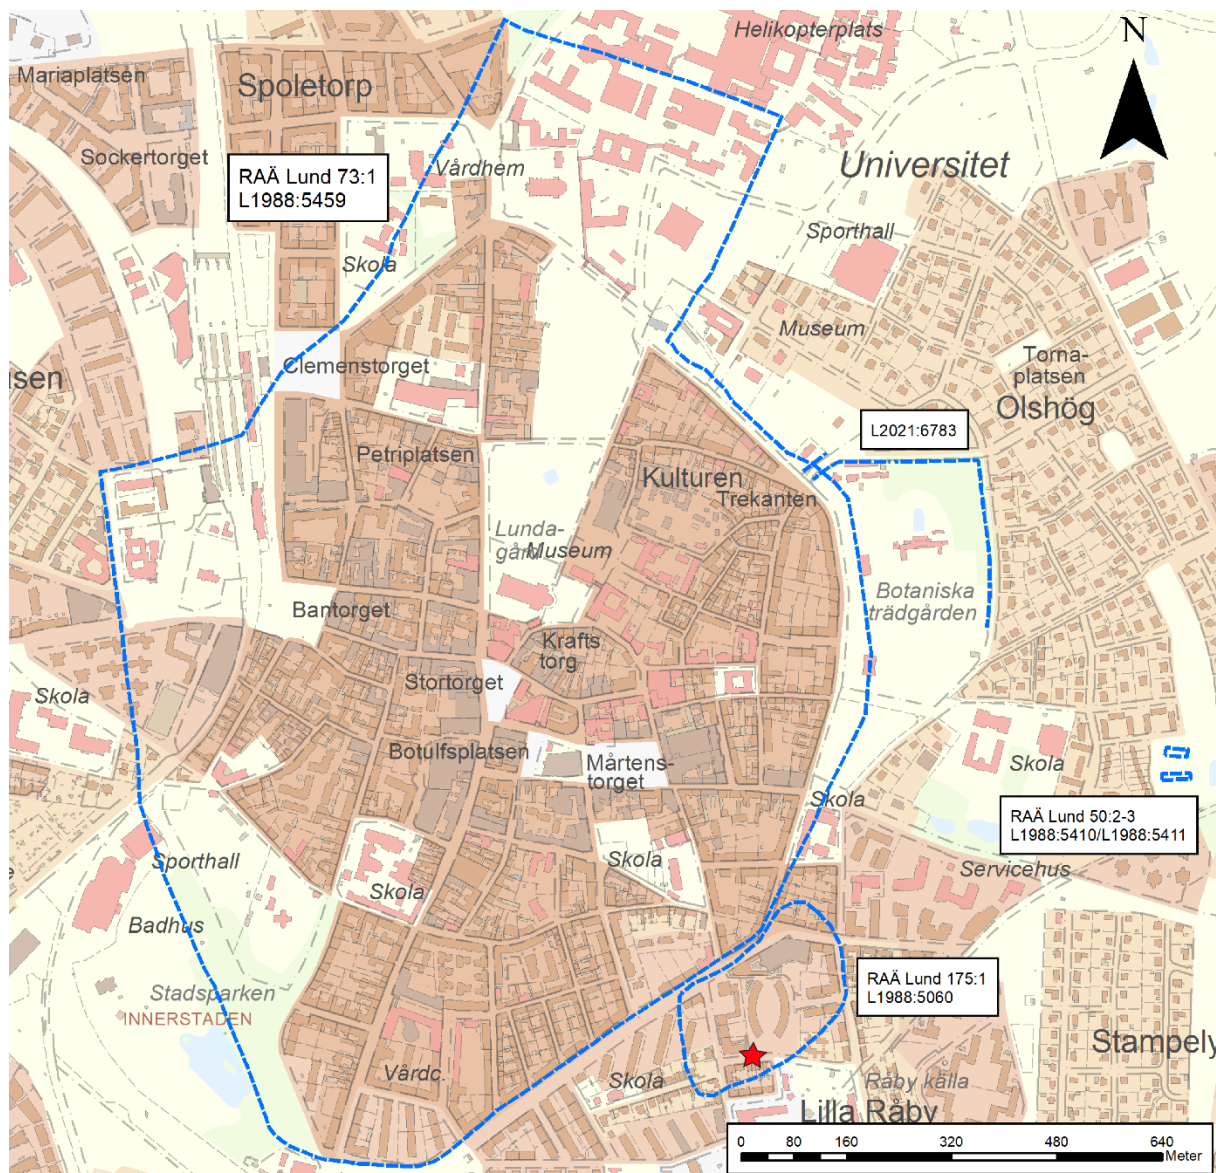 Helikopterplats
N
Mariaplatsen
Spoletorp
Sockertorget
RAÄ Lund 73:1
L1988:5459
Vårdhem
Universitet
Sporthall
Skola
Museum
Clemenstorget
Torna-
platsen
Olshög
L2021:6783
Petriplatsen
Kulturen
Trekanten
Lunda-
gård
Museum
Botaniska
trädgården
Bantorget
Krafts
torg
Skola
Stortorget
Botulfsplatsen
Mårtens-
torget
Skola
Skola
RAÄ Lund 50:2-3
L1988:5410/L1988:5411
Sporthall
Skola
Skola
Servicehus
Badhus
Stadsparken
INNERSTADEN
RAÄ Lund 175:1
L1988:5060
Vårdc.
Skola
Råby källa
Stampely
Lilla Råby
0 80 160 320 480 640
Meter